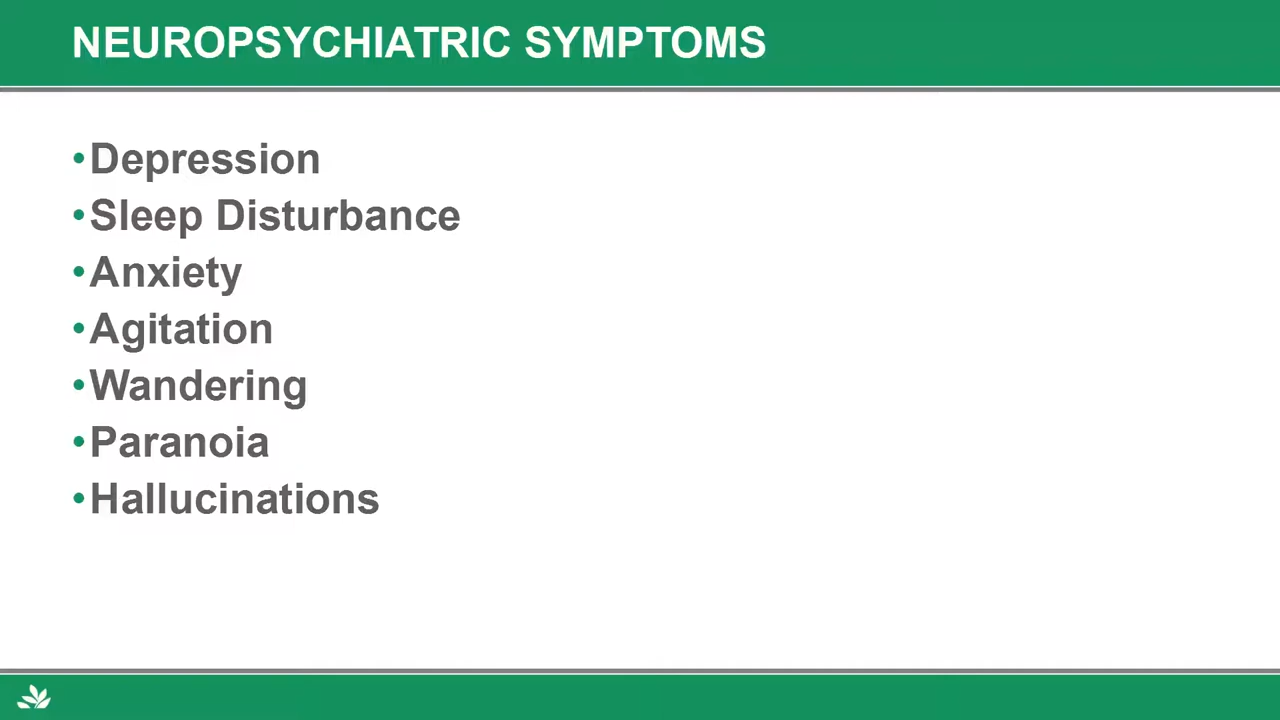 NEUROPSYCHIATRIC SYMPTOMS
•Depression
•Sleep Disturbance
•Anxiety
•Agitation
•Wandering
•Paranoia
•Hallucinations